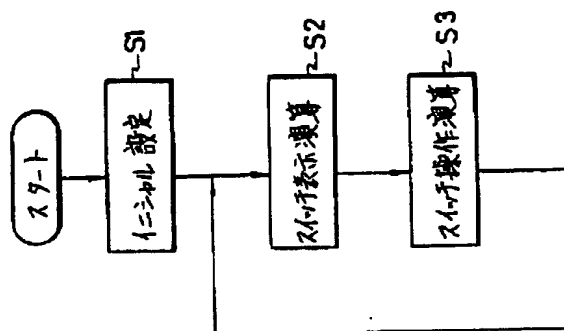 スタート
イニシャル設定
S1
スイッチ表示演算
S2
スイッチ操作演算
S3